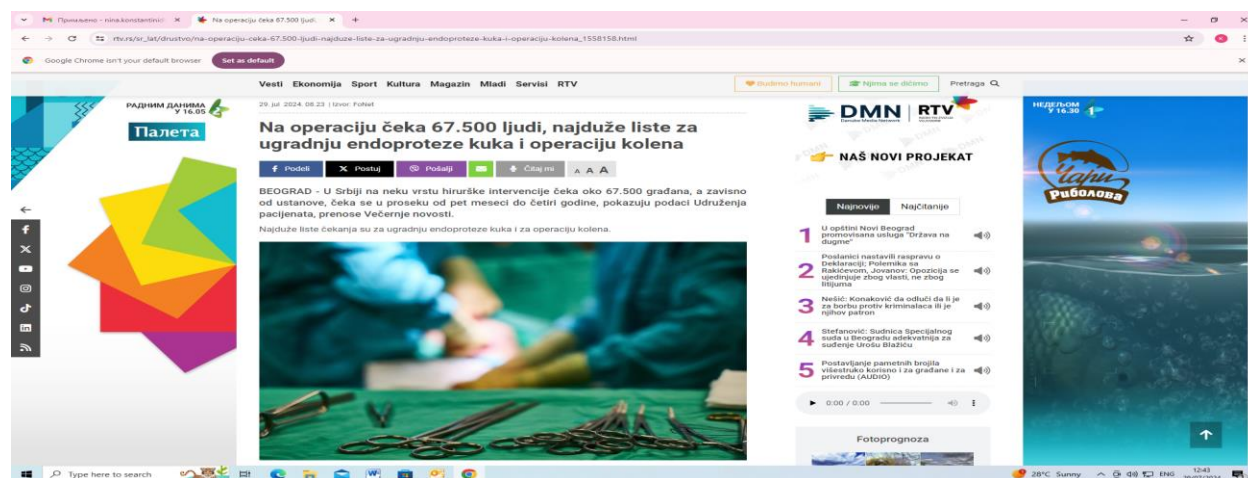 Примљено - nina.konstantinic
Na operaciju čeka 67.500 ljudi,
rtv.rs/sr_lat/drustvo/na-operaciju-ceka-67.500-ljudi-najduze-liste-za-ugradnju-endoproteze-kuka-i-operaciju-kolena_1558158.html
Google Chrome isn't your default browser Set as default
Vesti Ekonomija Sport Kultura Magazin Mladi Servisi RTV
Budimo humani Njima se dičimo Pretraga
РАДНИМ ДАНИМА
У 16.05
Палета
29. jul 2024. 08:23 | Izvor: FoNet
Na operaciju čeka 67.500 ljudi, najduže liste za
ugradnju endoproteze kuka i operaciju kolena
Podeli Postuj Pošalji Čitaj mi A A A
BEOGRAD - U Srbiji na neku vrstu hirurške intervencije čeka oko 67.500 građana, a zavisno
od ustanove, čeka se u proseku od pet meseci do četiri godine, pokazuju podaci Udruženja
pacijenata, prenose Večernje novosti.
Najduže liste čekanja su za ugradnju endoproteze kuka i za operaciju kolena.
DMN RTV
Danube Media Network
NAŠ NOVI PROJEKAT
Najnovije Najčitanije
1 U opštini Novi Beograd
promovisana usluga "Država na
dugme"
2 Poslanici nastavili raspravu o
Deklaraciji; Polemika sa
Rakićevom, Jovanov: Opozicija se
ujedinjuje zbog vlasti, ne zbog
litijuma
3 Nešić: Konaković da odluči da li je
za borbu protiv kriminalaca ili je
njihov patron
4 Stefanović: Sudnica Specijalnog
suda u Beogradu adekvatnija za
suđenje Urošu Blažiću
5 Postavljanje pametnih brojila
višestruko korisno i za građane i za
privredu (AUDIO)
0:00 / 0:00
Fotoprognoza
НЕДЕЉОМ
У 16.30
Чари
Риболова
Type here to search
28°C Sunny ENG 12:43